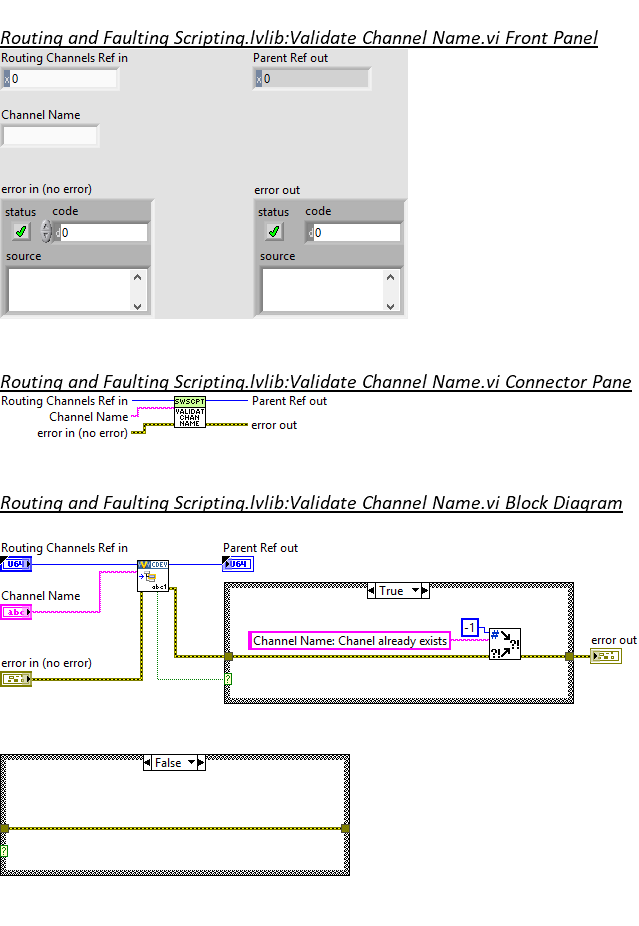 Routing and Faulting Scripting.lvlib:Validate Channel Name.vi Front Panel
Routing Channels Ref in Parent Ref out
x 0 x 0
Channel Name
error in (no error) error out
status code status code
d 0 d 0
source source
Routing and Faulting Scripting.lvlib:Validate Channel Name.vi Connector Pane
Routing Channels Ref in SWSCPT Parent Ref out
Channel Name VALIDAT
CHAN
error in (no error) NAME error out
Routing and Faulting Scripting.lvlib:Validate Channel Name.vi Block Diagram
Routing Channels Ref in Parent Ref out
U64 CDEV U64
abc1
True
Channel Name
abc
-1
# ?!
Channel Name: Chanel already exists
?!
error out
error in (no error)
?
False
?